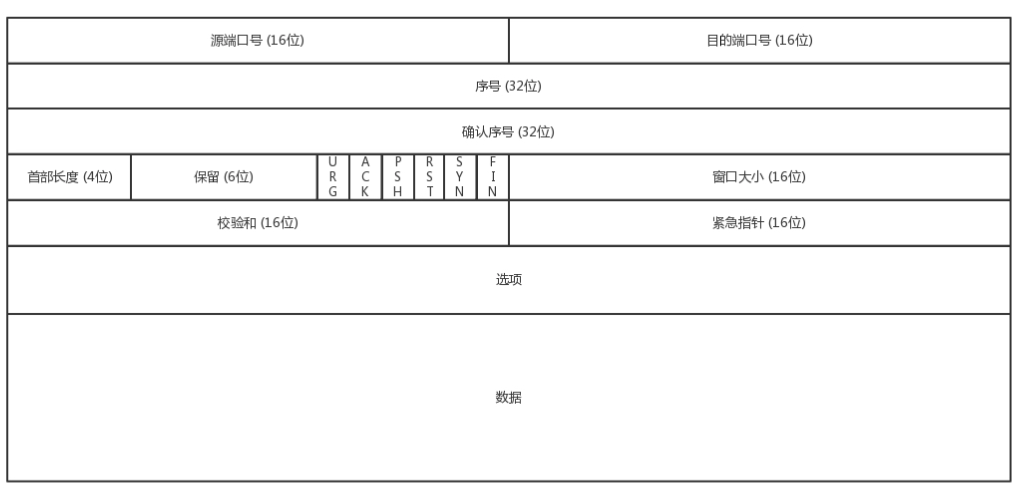 源端口号 (16位)
目的端口号 (16位)
序号 (32位)
确认序号 (32位)
首部长度 (4位)
保留 (6位)
URG
ACK
PSH
RST
SYN
FIN
窗口大小 (16位)
校验和 (16位)
紧急指针 (16位)
选项
数据